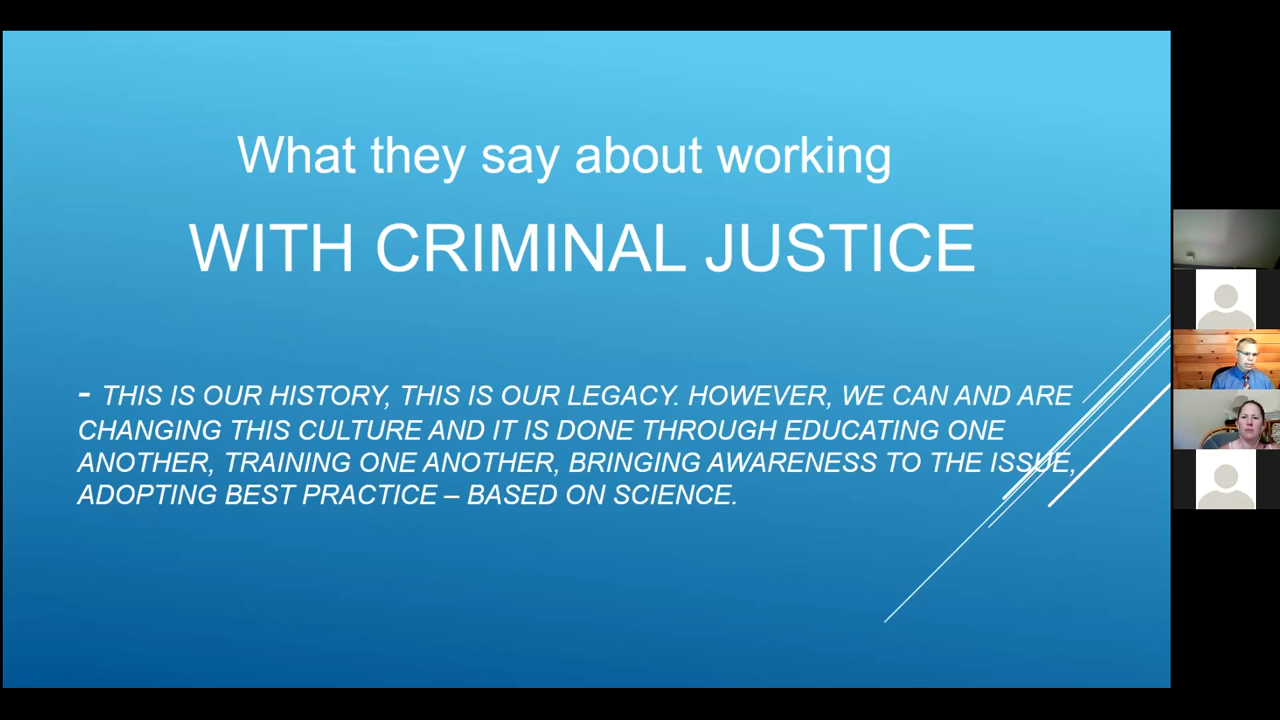 What they say about working
WITH CRIMINAL JUSTICE
- THIS IS OUR HISTORY, THIS IS OUR LEGACY. HOWEVER, WE CAN AND ARE
CHANGING THIS CULTURE AND IT IS DONE THROUGH EDUCATING ONE
ANOTHER, TRAINING ONE ANOTHER, BRINGING AWARENESS TO THE ISSUE,
ADOPTING BEST PRACTICE – BASED ON SCIENCE.